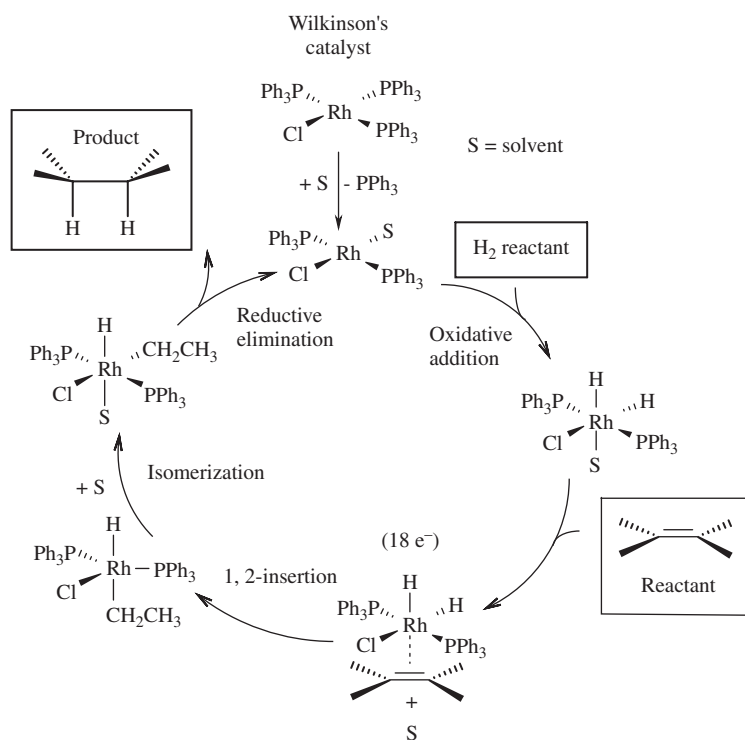 Wilkinson's
catalyst
Ph₃P PPh₃
Rh
Cl PPh₃
S = solvent
+ S - PPh₃
Product
H H
Ph₃P S
Rh
Cl PPh₃
H₂ reactant
Reductive
elimination
Oxidative
addition
H
Ph₃P CH₂CH₃
Rh
Cl PPh₃
S
H
Ph₃P H
Rh
Cl PPh₃
S
Isomerization
+ S
Reactant
H
Ph₃P
Rh PPh₃
Cl
CH₂CH₃
1, 2-insertion
(18 e⁻)
H
Ph₃P H
Rh
Cl PPh₃
+
S